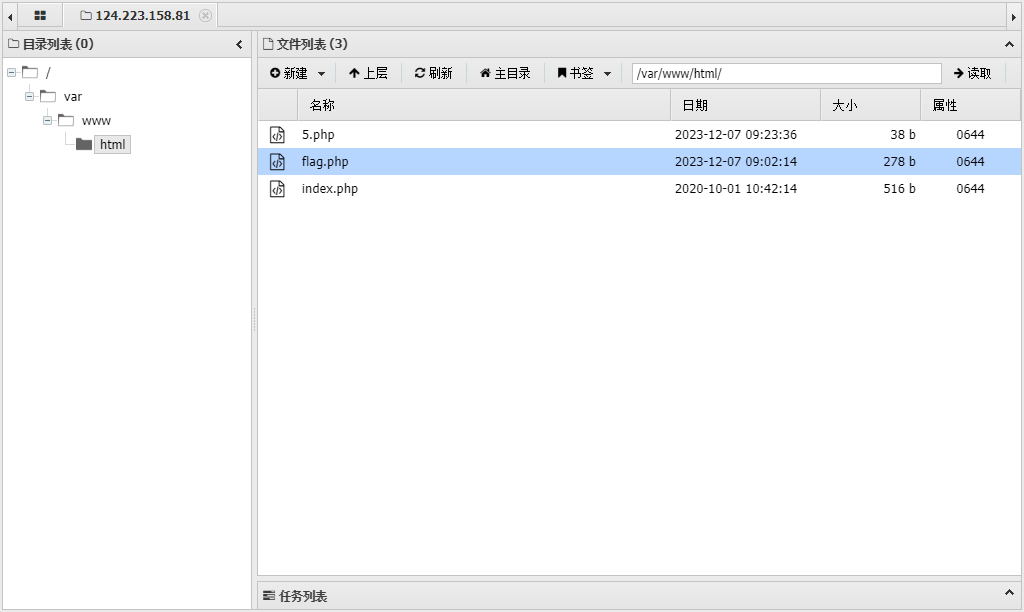 124.223.158.81
目录列表 (0)
文件列表 (3)
/
var
www
html
新建 上层 刷新 主目录 书签 /var/www/html/ 读取
名称 日期 大小 属性
5.php 2023-12-07 09:23:36 38 b 0644
flag.php 2023-12-07 09:02:14 278 b 0644
index.php 2020-10-01 10:42:14 516 b 0644
任务列表